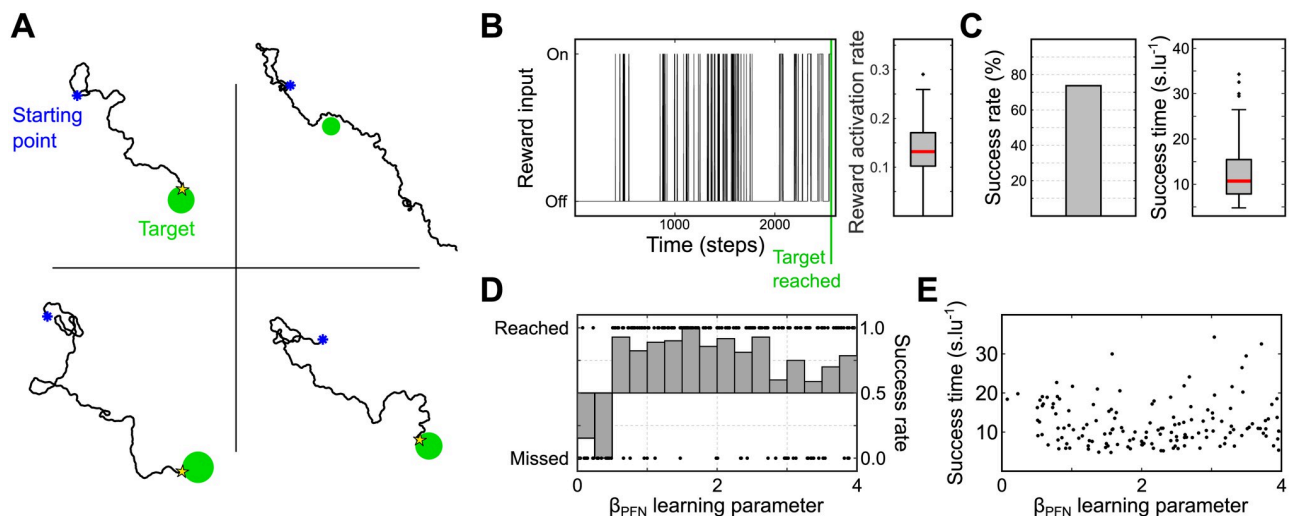 A
Starting
point
Target
B
Reward input
On
Off
1000
2000
Time (steps)
Target
reached
Reward activation rate
0.3
0.2
0.1
C
Success rate (%)
80
60
40
20
Success time (s.lu⁻¹)
40
30
20
10
D
Reached
Missed
1.0
0.5
0.0
Success rate
0
2
4
β_PFN learning parameter
E
Success time (s.lu⁻¹)
30
20
10
0
2
4
β_PFN learning parameter